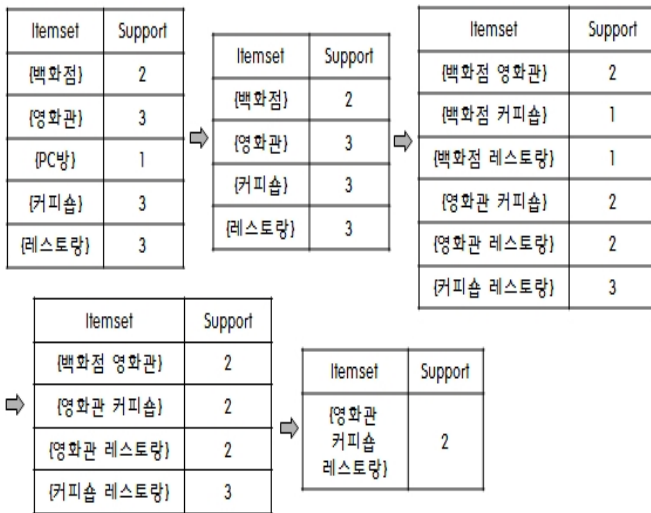 Itemset Support
{백화점} 2
{영화관} 3
{PC방} 1
{커피숍} 3
{레스토랑} 3
Itemset Support
{백화점} 2
{영화관} 3
{커피숍} 3
{레스토랑} 3
Itemset Support
{백화점 영화관} 2
{백화점 커피숍} 1
{백화점 레스토랑} 1
{영화관 커피숍} 2
{영화관 레스토랑} 2
{커피숍 레스토랑} 3
Itemset Support
{백화점 영화관} 2
{영화관 커피숍} 2
{영화관 레스토랑} 2
{커피숍 레스토랑} 3
Itemset Support
{영화관
커피숍 2
레스토랑}